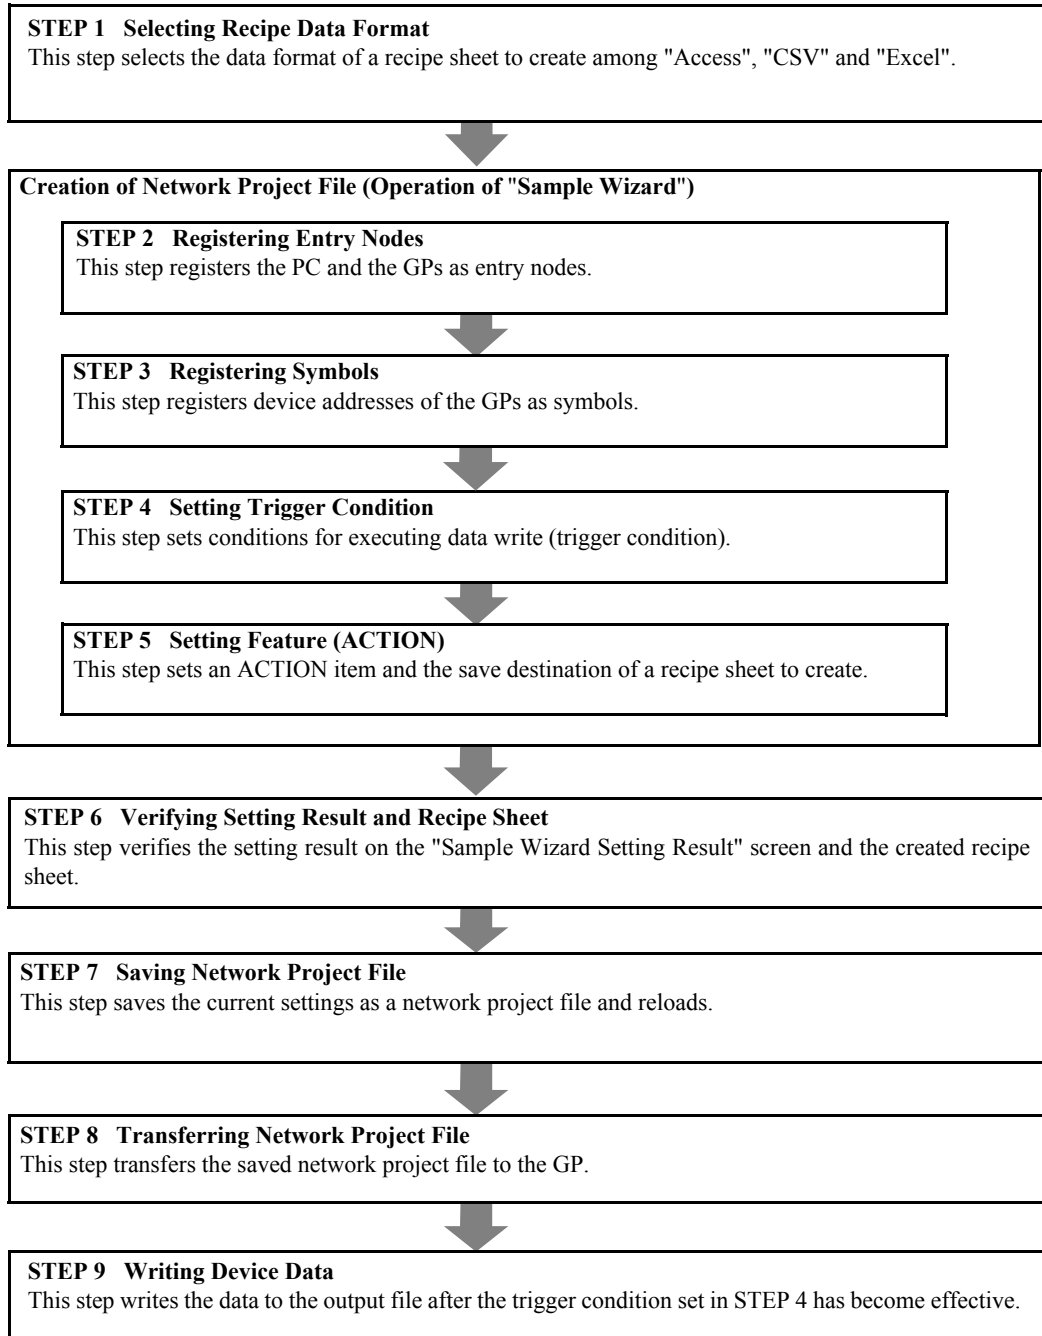 STEP 1 Selecting Recipe Data Format
This step selects the data format of a recipe sheet to create among "Access", "CSV" and "Excel".
Creation of Network Project File (Operation of "Sample Wizard")
STEP 2 Registering Entry Nodes
This step registers the PC and the GPs as entry nodes.
STEP 3 Registering Symbols
This step registers device addresses of the GPs as symbols.
STEP 4 Setting Trigger Condition
This step sets conditions for executing data write (trigger condition).
STEP 5 Setting Feature (ACTION)
This step sets an ACTION item and the save destination of a recipe sheet to create.
STEP 6 Verifying Setting Result and Recipe Sheet
This step verifies the setting result on the "Sample Wizard Setting Result" screen and the created recipe
sheet.
STEP 7 Saving Network Project File
This step saves the current settings as a network project file and reloads.
STEP 8 Transferring Network Project File
This step transfers the saved network project file to the GP.
STEP 9 Writing Device Data
This step writes the data to the output file after the trigger condition set in STEP 4 has become effective.